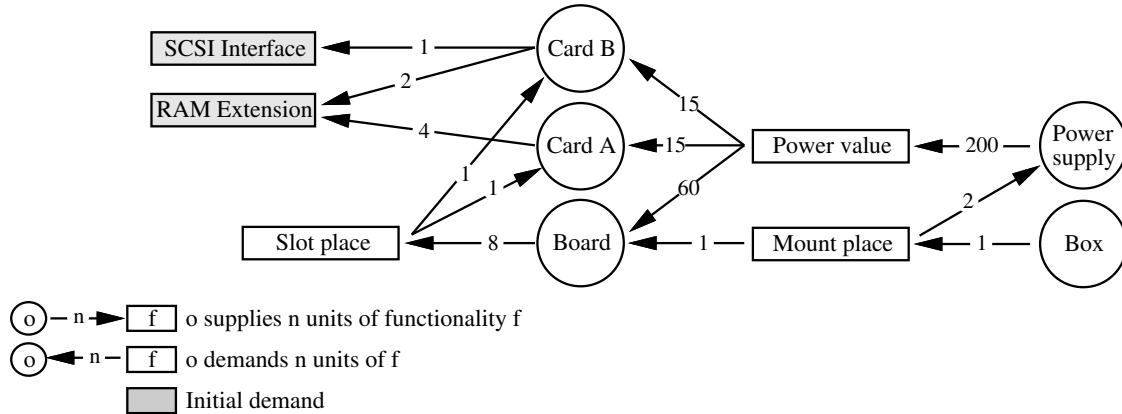 SCSI Interface
1
Card B
2
RAM Extension
4
Card A
15
15
Power value
200
Power supply
1
1
60
2
Slot place
8
Board
1
Mount place
1
Box
o n f o supplies n units of functionality f
o n f o demands n units of f
Initial demand